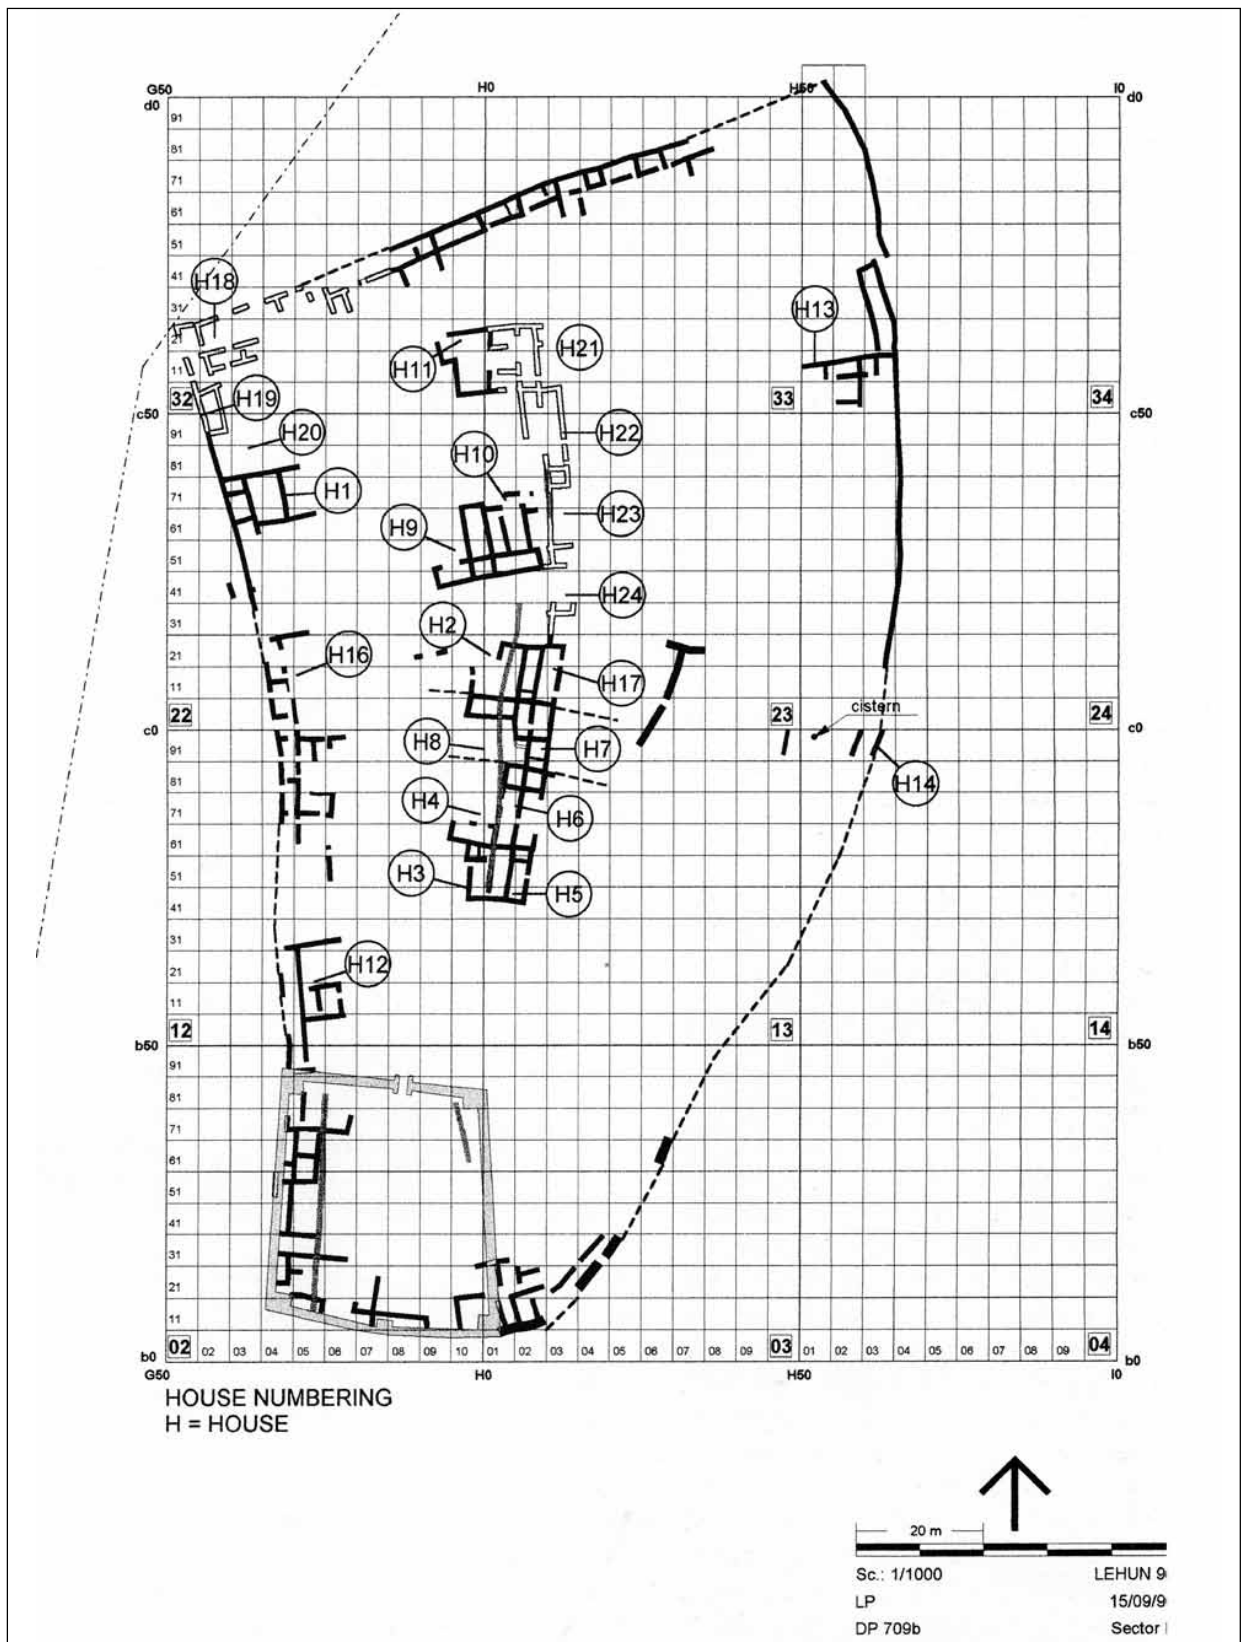 G50 H0 H50 I0
d0 d0
91
81
71
61
51
41
H18
31
H13
21
H21
H11
11
32 H19 33 34
c50 c50
H20
91 H22
H10
81
H1
71
H23
H9
61
51
41 H24
H2
31
H16
21
H17
11
22 23 cistern 24
c0 c0
H8 H7
91
H14
81
H4
71 H6
61
H3
51 H5
41
31
H12
21
11
12 13 14
b50 b50
91
81
71
61
51
41
31
21
11
02 02 03 04 05 06 07 08 09 10 01 02 03 04 05 06 07 08 09 03 01 02 03 04 05 06 07 08 09 04
b0 b0
G50 H0 H50 I0
HOUSE NUMBERING
H = HOUSE
20 m
Sc.: 1/1000 LEHUN 9
LP 15/09/9
DP 709b Sector